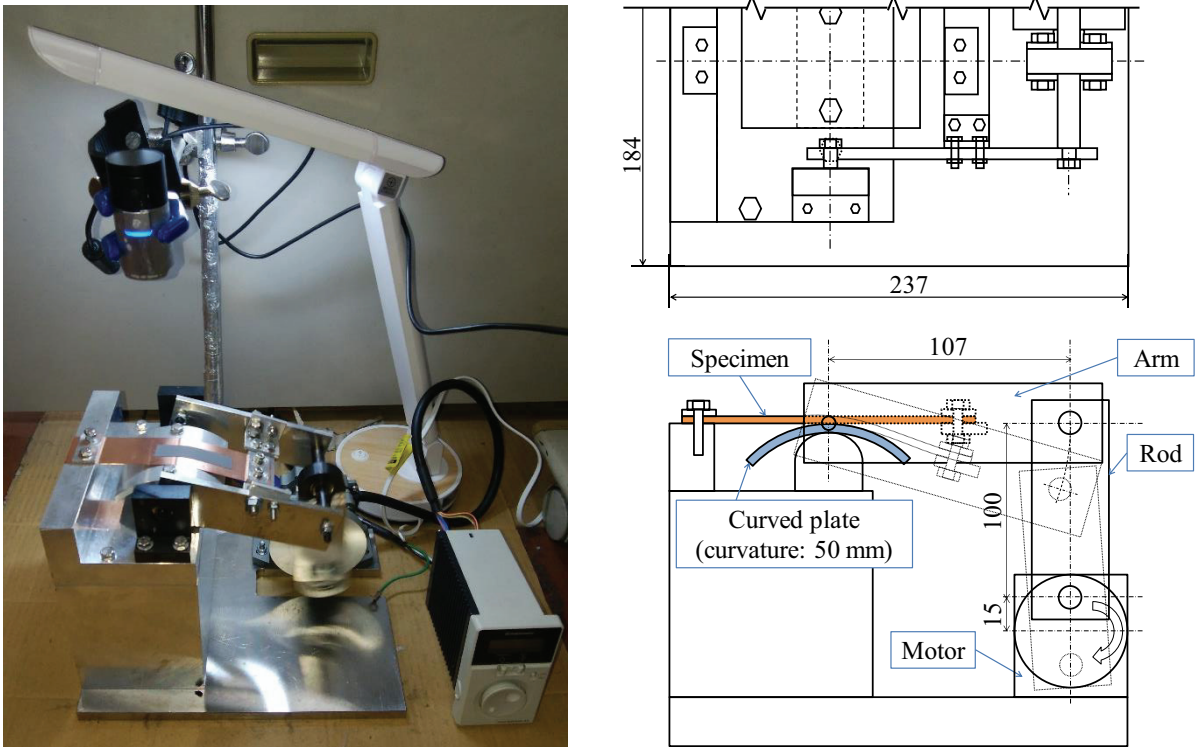 184
237
107
Specimen
Arm
Rod
Curved plate
(curvature: 50 mm)
100
15
Motor